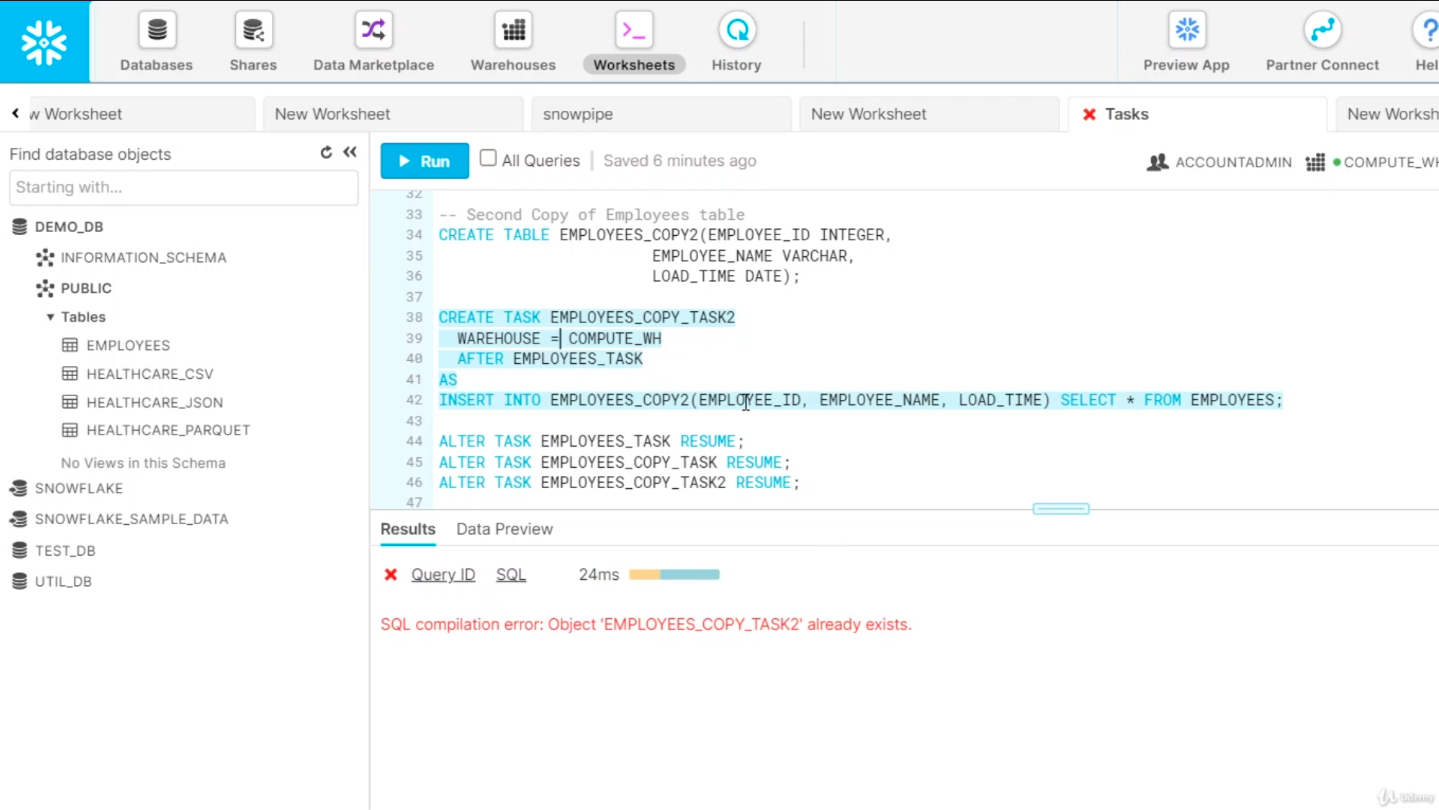 Databases
Shares
Data Marketplace
Warehouses
Worksheets
History
Preview App
Partner Connect
Hel
w Worksheet
New Worksheet
snowpipe
New Worksheet
Tasks
New Worksh
Find database objects
Starting with...
DEMO_DB
INFORMATION_SCHEMA
PUBLIC
Tables
EMPLOYEES
HEALTHCARE_CSV
HEALTHCARE_JSON
HEALTHCARE_PARQUET
No Views in this Schema
SNOWFLAKE
SNOWFLAKE_SAMPLE_DATA
TEST_DB
UTIL_DB
Run All Queries Saved 6 minutes ago
ACCOUNTADMIN COMPUTE_WH
32
33 -- Second Copy of Employees table
34 CREATE TABLE EMPLOYEES_COPY2(EMPLOYEE_ID INTEGER,
35 EMPLOYEE_NAME VARCHAR,
36 LOAD_TIME DATE);
37
38 CREATE TASK EMPLOYEES_COPY_TASK2
39 WAREHOUSE = COMPUTE_WH
40 AFTER EMPLOYEES_TASK
41 AS
42 INSERT INTO EMPLOYEES_COPY2(EMPLOYEE_ID, EMPLOYEE_NAME, LOAD_TIME) SELECT * FROM EMPLOYEES;
43
44 ALTER TASK EMPLOYEES_TASK RESUME;
45 ALTER TASK EMPLOYEES_COPY_TASK RESUME;
46 ALTER TASK EMPLOYEES_COPY_TASK2 RESUME;
47
Results Data Preview
Query ID SQL 24ms
SQL compilation error: Object 'EMPLOYEES_COPY_TASK2' already exists.
Udemy